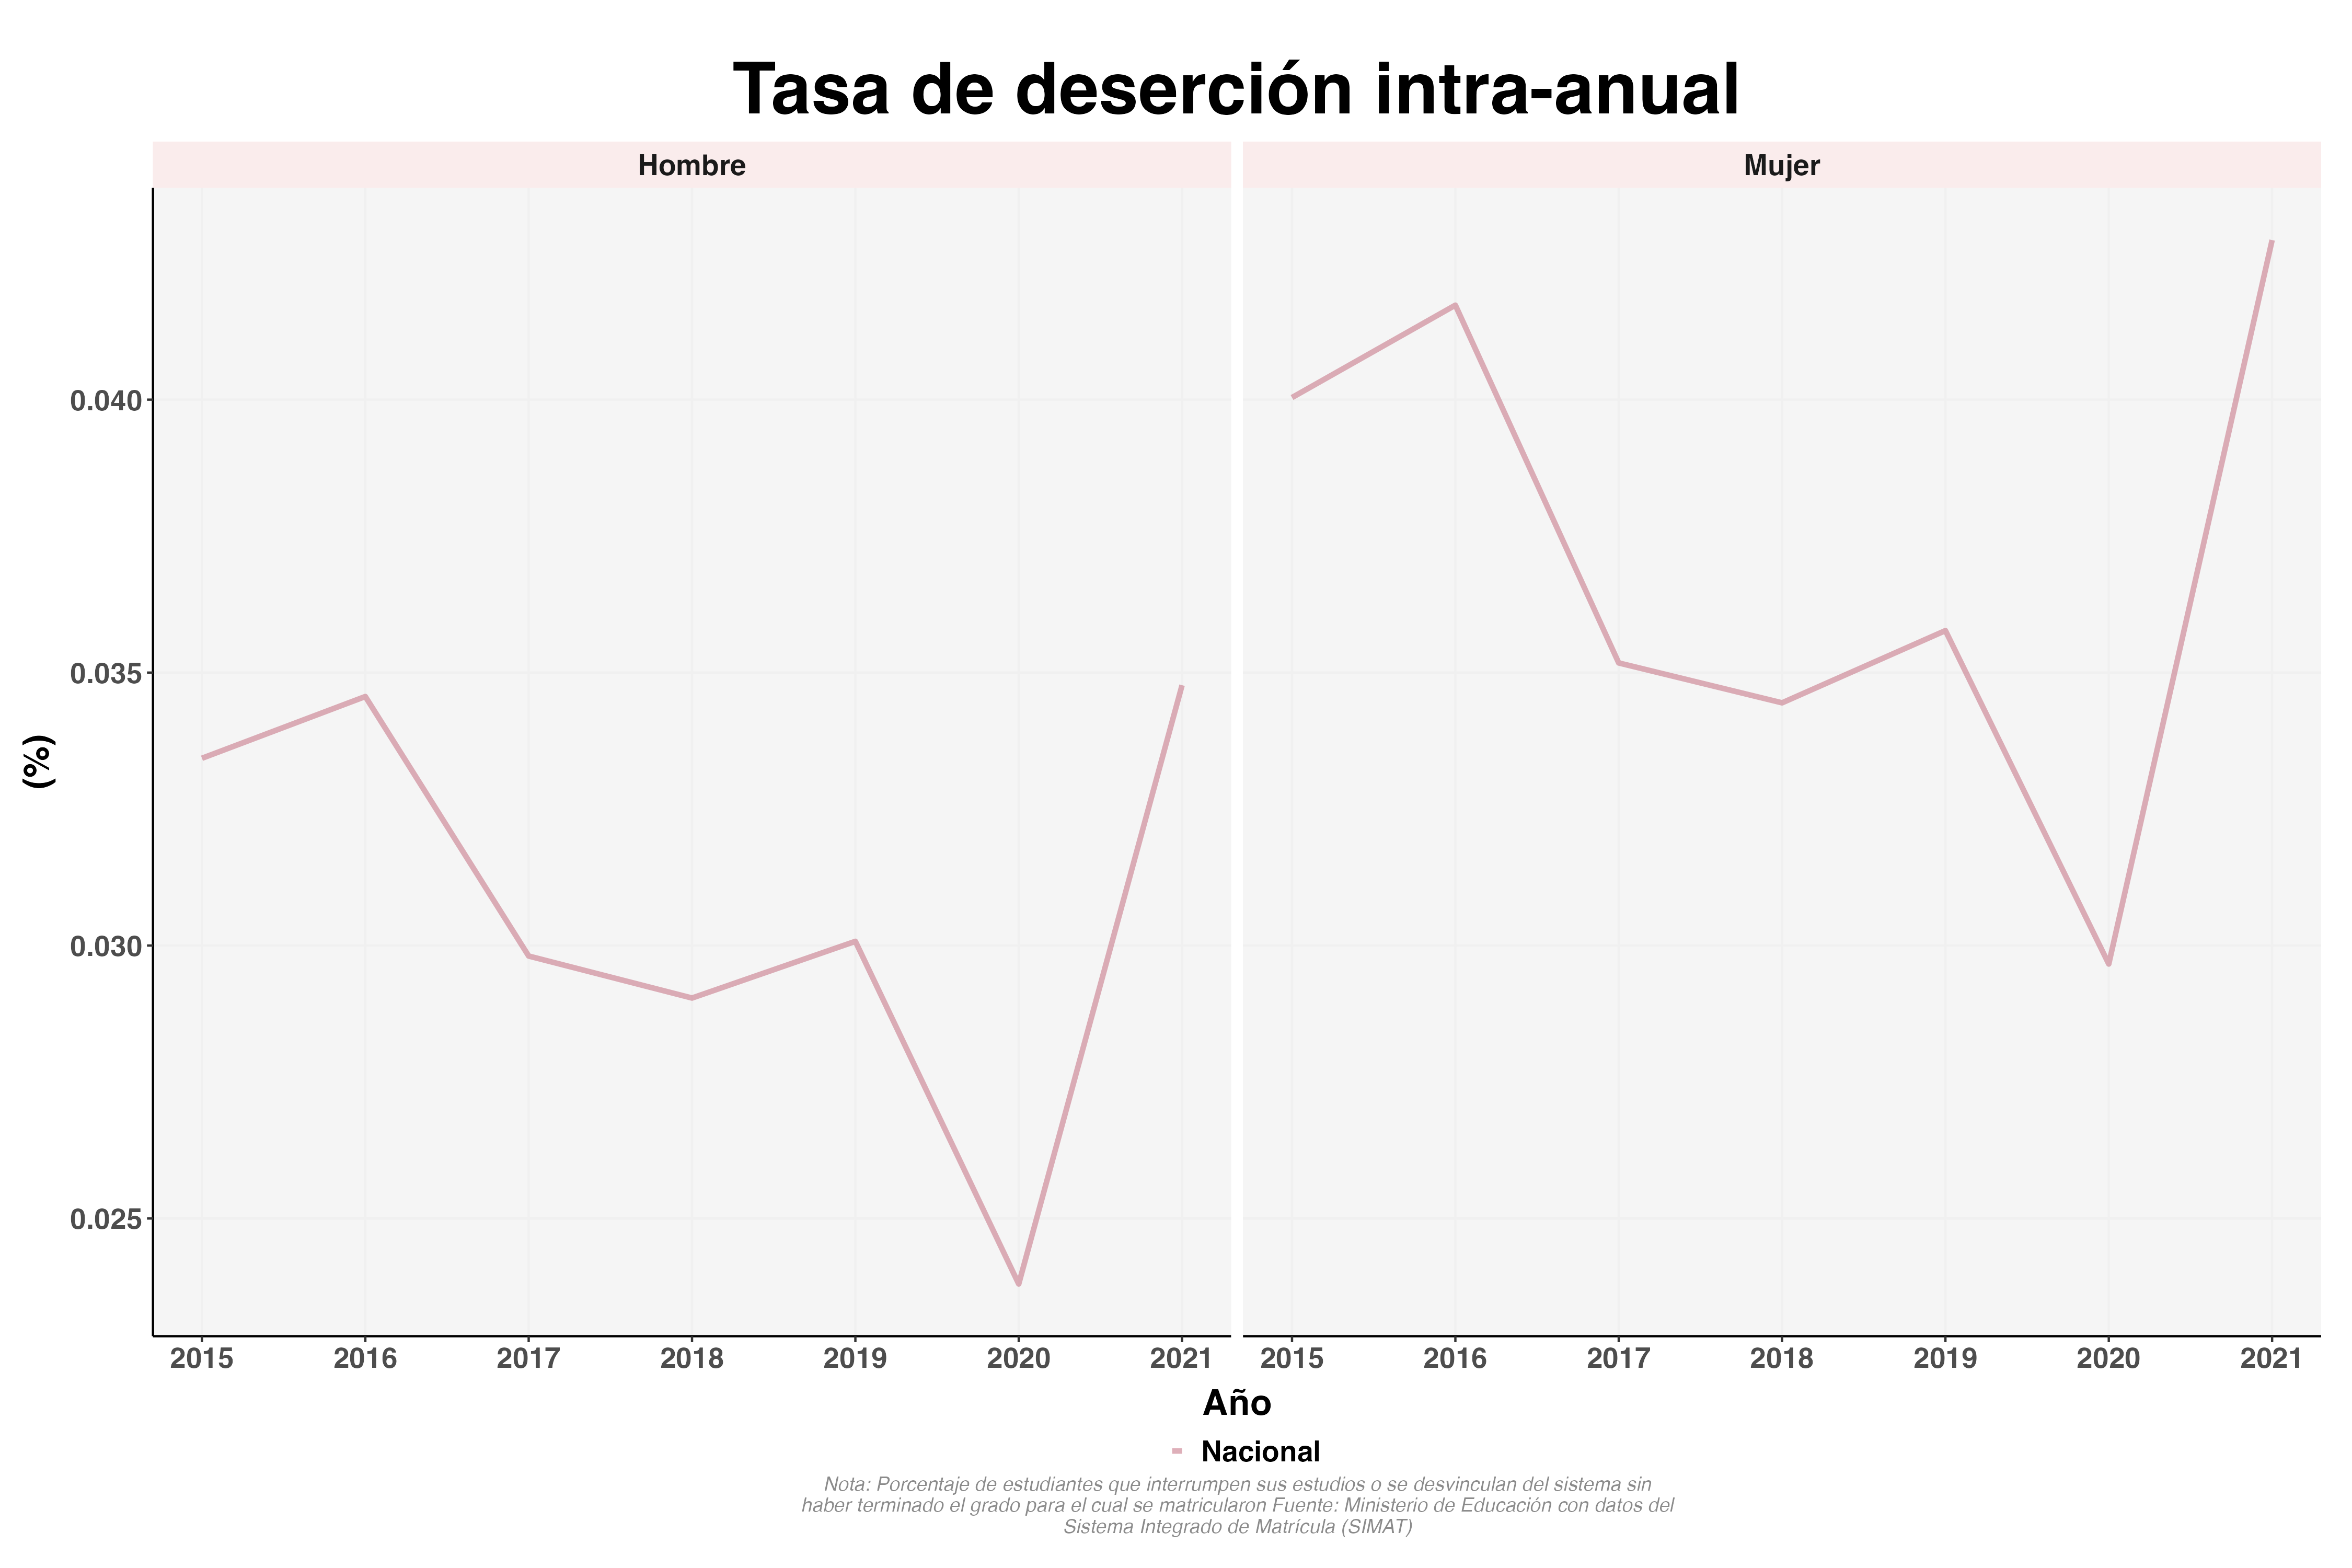 Tasa de deserción intra-anual
Hombre
Mujer
0.040
0.035
0.030
0.025
(%)
2015 2016 2017 2018 2019 2020 2021
2015 2016 2017 2018 2019 2020 2021
Año
Nacional
Nota: Porcentaje de estudiantes que interrumpen sus estudios o se desvinculan del sistema sin
haber terminado el grado para el cual se matricularon Fuente: Ministerio de Educación con datos del
Sistema Integrado de Matrícula (SIMAT)